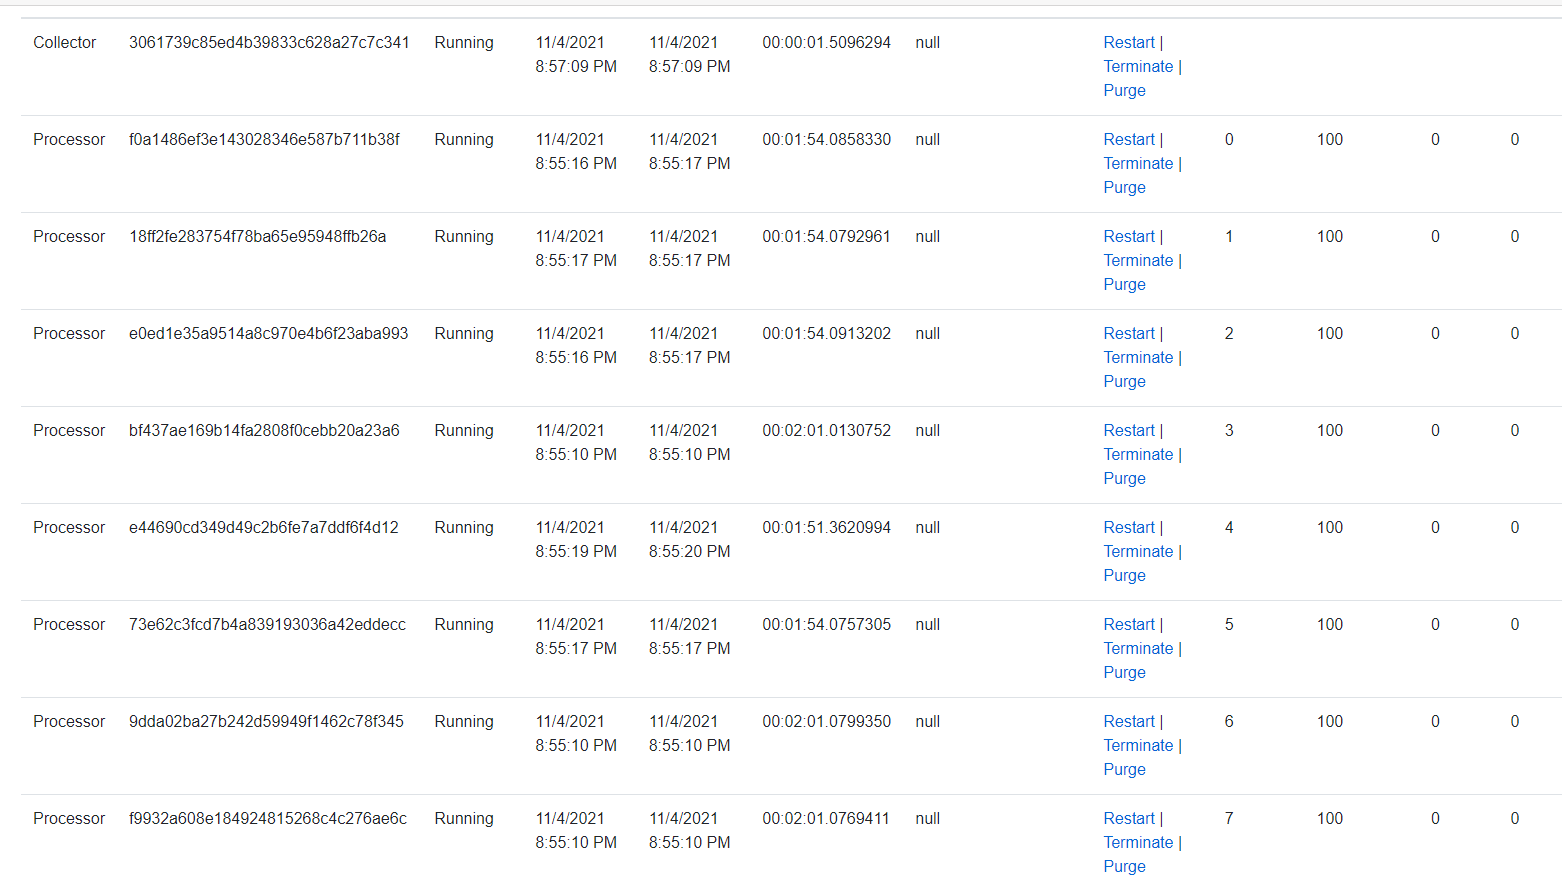 Collector 3061739c85ed4b39833c628a27c7c341 Running 11/4/2021 11/4/2021 00:00:01.5096294 null Restart |
8:57:09 PM 8:57:09 PM Terminate |
Purge
Processor f0a1486ef3e143028346e587b711b38f Running 11/4/2021 11/4/2021 00:01:54.0858330 null Restart | 0 100 0 0
8:55:16 PM 8:55:17 PM Terminate |
Purge
Processor 18ff2fe283754f78ba65e95948ffb26a Running 11/4/2021 11/4/2021 00:01:54.0792961 null Restart | 1 100 0 0
8:55:17 PM 8:55:17 PM Terminate |
Purge
Processor e0ed1e35a9514a8c970e4b6f23aba993 Running 11/4/2021 11/4/2021 00:01:54.0913202 null Restart | 2 100 0 0
8:55:16 PM 8:55:17 PM Terminate |
Purge
Processor bf437ae169b14fa2808f0cebb20a23a6 Running 11/4/2021 11/4/2021 00:02:01.0130752 null Restart | 3 100 0 0
8:55:10 PM 8:55:10 PM Terminate |
Purge
Processor e44690cd349d49c2b6fe7a7ddf6f4d12 Running 11/4/2021 11/4/2021 00:01:51.3620994 null Restart | 4 100 0 0
8:55:19 PM 8:55:20 PM Terminate |
Purge
Processor 73e62c3fcd7b4a839193036a42eddecc Running 11/4/2021 11/4/2021 00:01:54.0757305 null Restart | 5 100 0 0
8:55:17 PM 8:55:17 PM Terminate |
Purge
Processor 9dda02ba27b242d59949f1462c78f345 Running 11/4/2021 11/4/2021 00:02:01.0799350 null Restart | 6 100 0 0
8:55:10 PM 8:55:10 PM Terminate |
Purge
Processor f9932a608e184924815268c4c276ae6c Running 11/4/2021 11/4/2021 00:02:01.0769411 null Restart | 7 100 0 0
8:55:10 PM 8:55:10 PM Terminate |
Purge